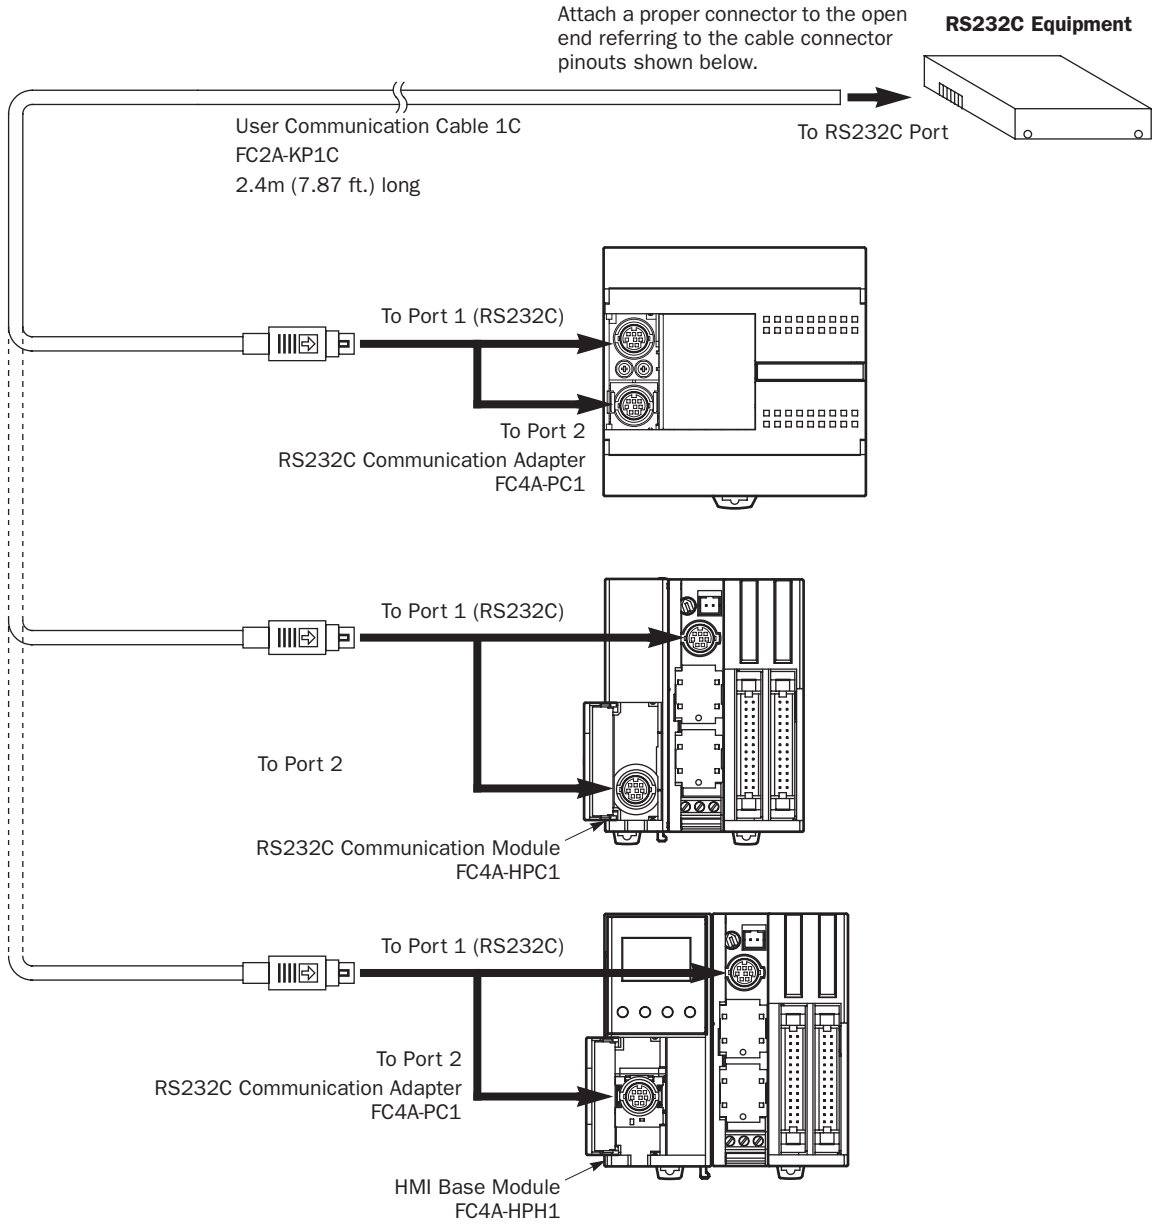 Attach a proper connector to the open
end referring to the cable connector
pinouts shown below.
RS232C Equipment
To RS232C Port
User Communication Cable 1C
FC2A-KP1C
2.4m (7.87 ft.) long
To Port 1 (RS232C)
To Port 2
RS232C Communication Adapter
FC4A-PC1
To Port 1 (RS232C)
To Port 2
RS232C Communication Module
FC4A-HPC1
To Port 1 (RS232C)
To Port 2
RS232C Communication Adapter
FC4A-PC1
HMI Base Module
FC4A-HPH1